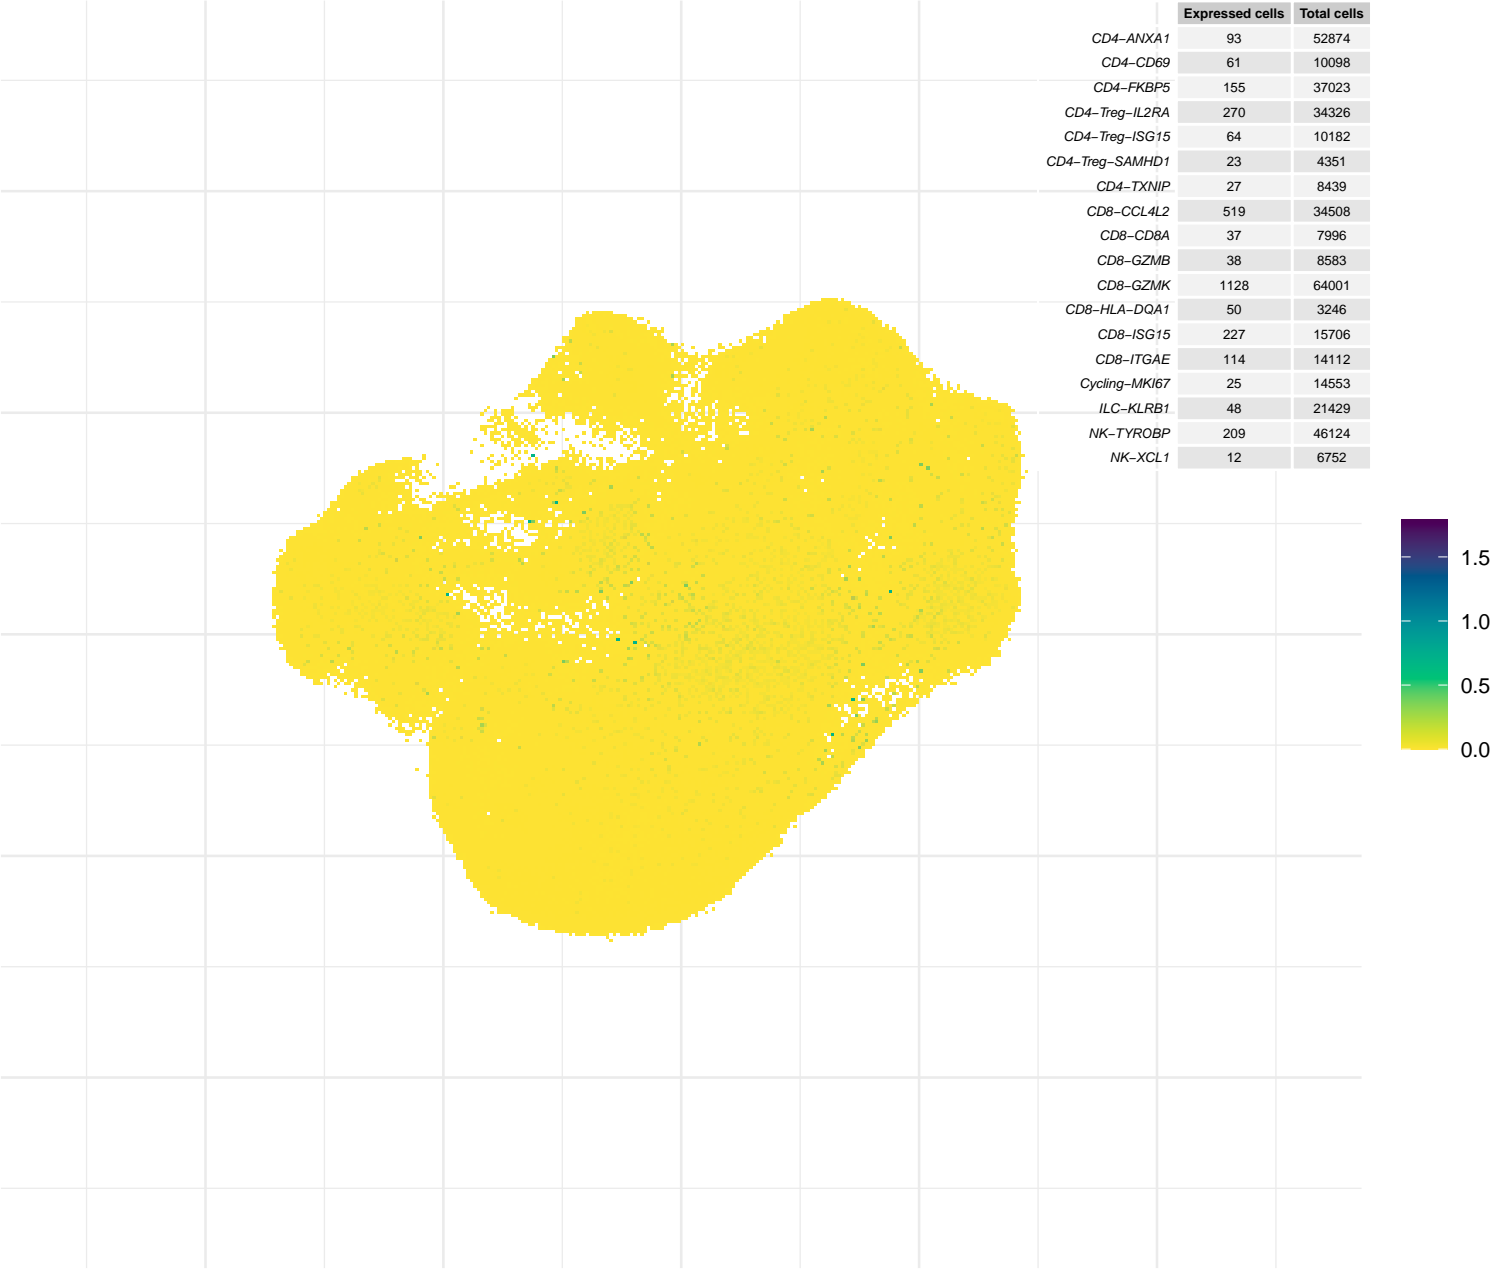 Expressed cells Total cells
CD4−ANXA1 93 52874
CD4−CD69 61 10098
CD4−FKBP5 155 37023
CD4−Treg−IL2RA 270 34326
CD4−Treg−ISG15 64 10182
CD4−Treg−SAMHD1 23 4351
CD4−TXNIP 27 8439
CD8−CCL4L2 519 34508
CD8−CD8A 37 7996
CD8−GZMB 38 8583
CD8−GZMK 1128 64001
CD8−HLA−DQA1 50 3246
CD8−ISG15 227 15706
CD8−ITGAE 114 14112
Cycling−MKI67 25 14553
ILC−KLRB1 48 21429
NK−TYROBP 209 46124
NK−XCL1 12 6752
1.5
1.0
0.5
0.0